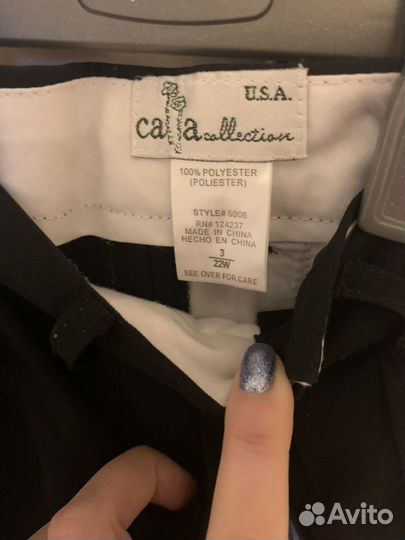 U.S.A.
calla collection
100% POLYESTER
(POLIESTER)
STYLE# 5006
RN# 124237
MADE IN CHINA
HECHO EN CHINA
3
22W
SEE OVER FOR CARE
Avito